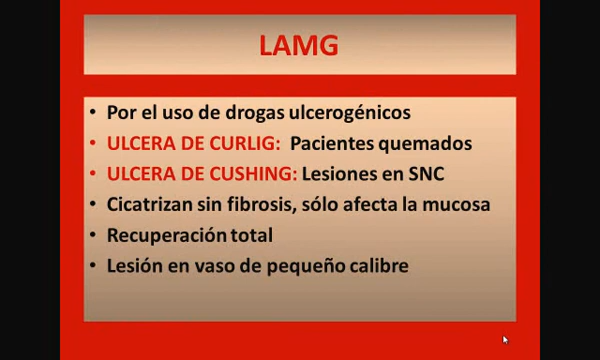 LAMG
• Por el uso de drogas ulcerogénicos
• ULCERA DE CURLIG: Pacientes quemados
• ULCERA DE CUSHING: Lesiones en SNC
• Cicatrizan sin fibrosis, sólo afecta la mucosa
• Recuperación total
• Lesión en vaso de pequeño calibre